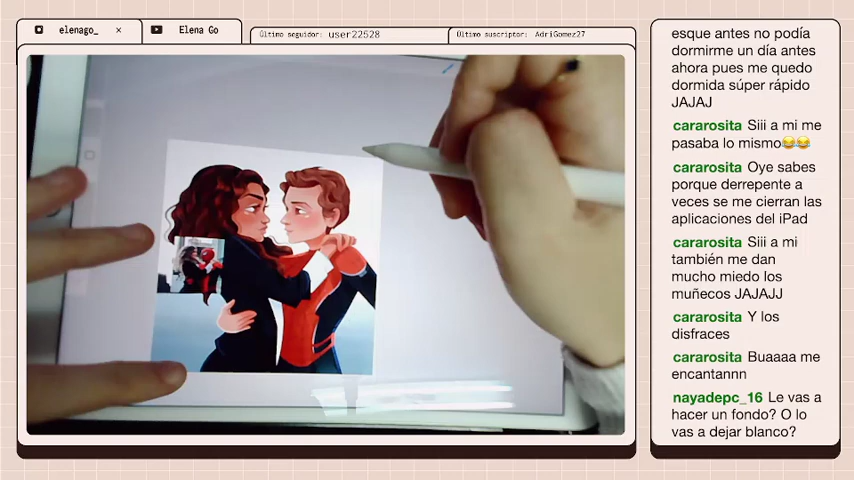 elenago_ ×
Elena Go
Último seguidor: user22528
Último suscriptor: AdriGomez27
esque antes no podía
dormirme un día antes
ahora pues me quedo
dormida súper rápido
JAJAJ
cararosita Siii a mi me
pasaba lo mismo😂😂
cararosita Oye sabes
porque derrepente a
veces se me cierran las
aplicaciones del iPad
cararosita Siii a mi
también me dan
mucho miedo los
muñecos JAJAJJ
cararosita Y los
disfraces
cararosita Buaaaa me
encantannn
nayadepc_16 Le vas a
hacer un fondo? O lo
vas a dejar blanco?